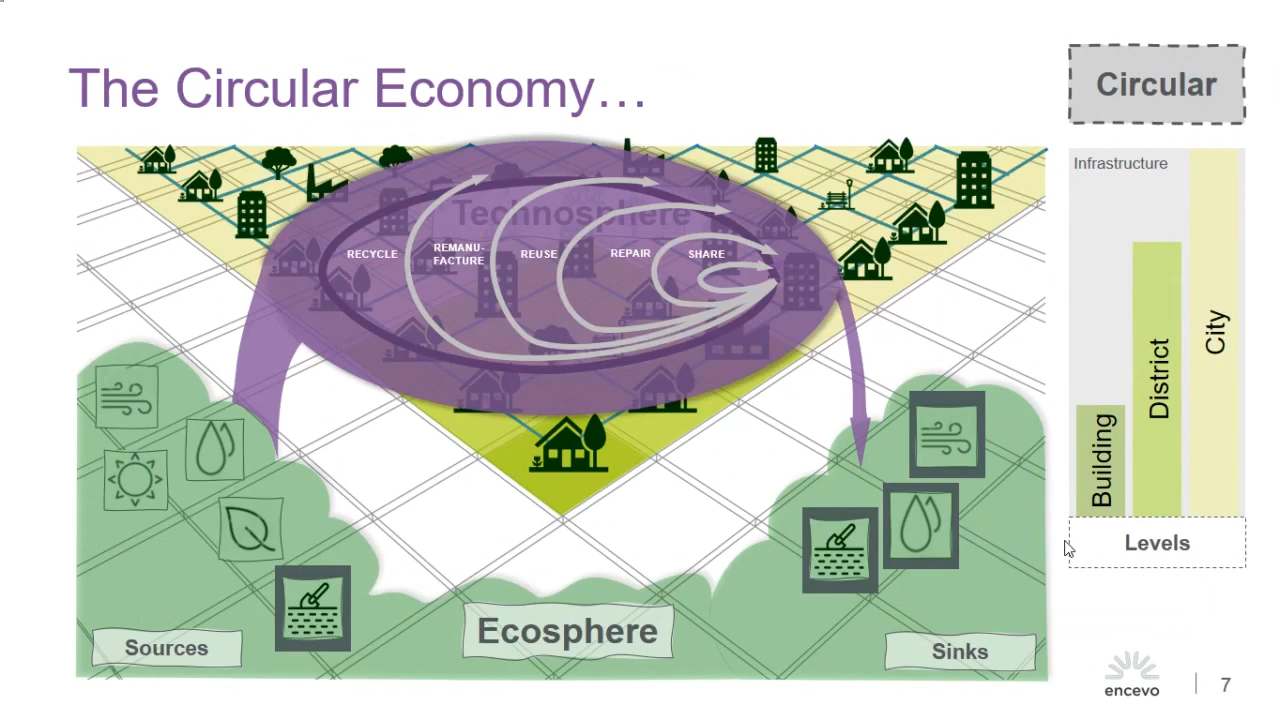 The Circular Economy…
Circular
Infrastructure
Technosphere
RECYCLE
REMANU-
FACTURE
REUSE
REPAIR
SHARE
Building
District
City
Levels
Sources
Ecosphere
Sinks
encevo
7